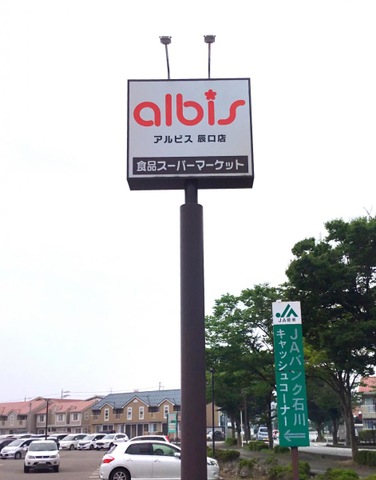 albis
アルビス 辰口店
食品スーパーマーケット
JA能美
JAバンク石川
キャッシュコーナー